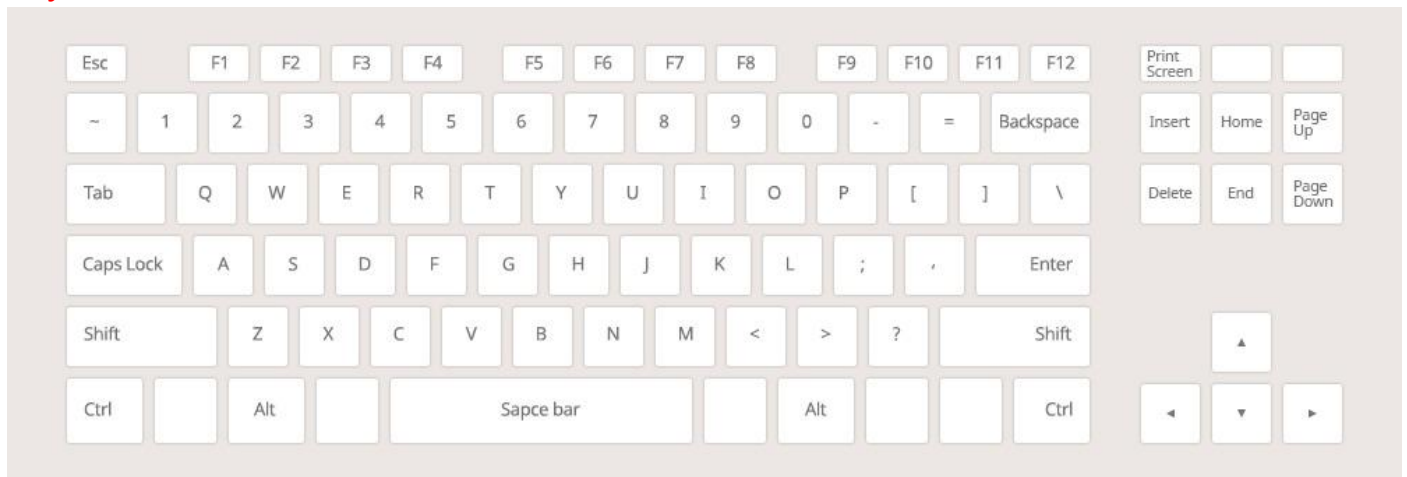 Esc F1 F2 F3 F4 F5 F6 F7 F8 F9 F10 F11 F12 Print Screen
~ 1 2 3 4 5 6 7 8 9 0 - = Backspace Insert Home Page Up
Tab Q W E R T Y U I O P [ ] \ Delete End Page Down
Caps Lock A S D F G H J K L ; ' Enter
Shift Z X C V B N M < > ? Shift
▲
Ctrl Alt Sapce bar Alt Ctrl ◄ ▼ ►